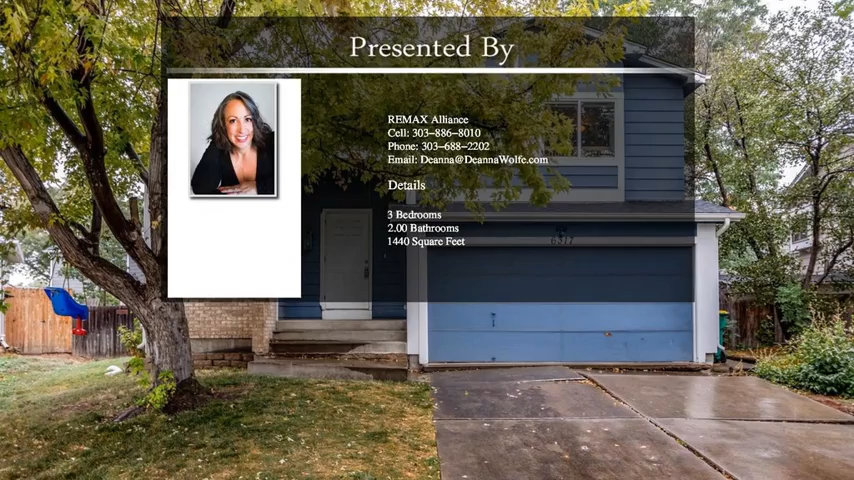 Presented By
REMAX Alliance
Cell: 303-886-8010
Phone: 303-688-2202
Email: Deanna@DeannaWolfe.com
Details
3 Bedrooms
2.00 Bathrooms
1440 Square Feet
6317